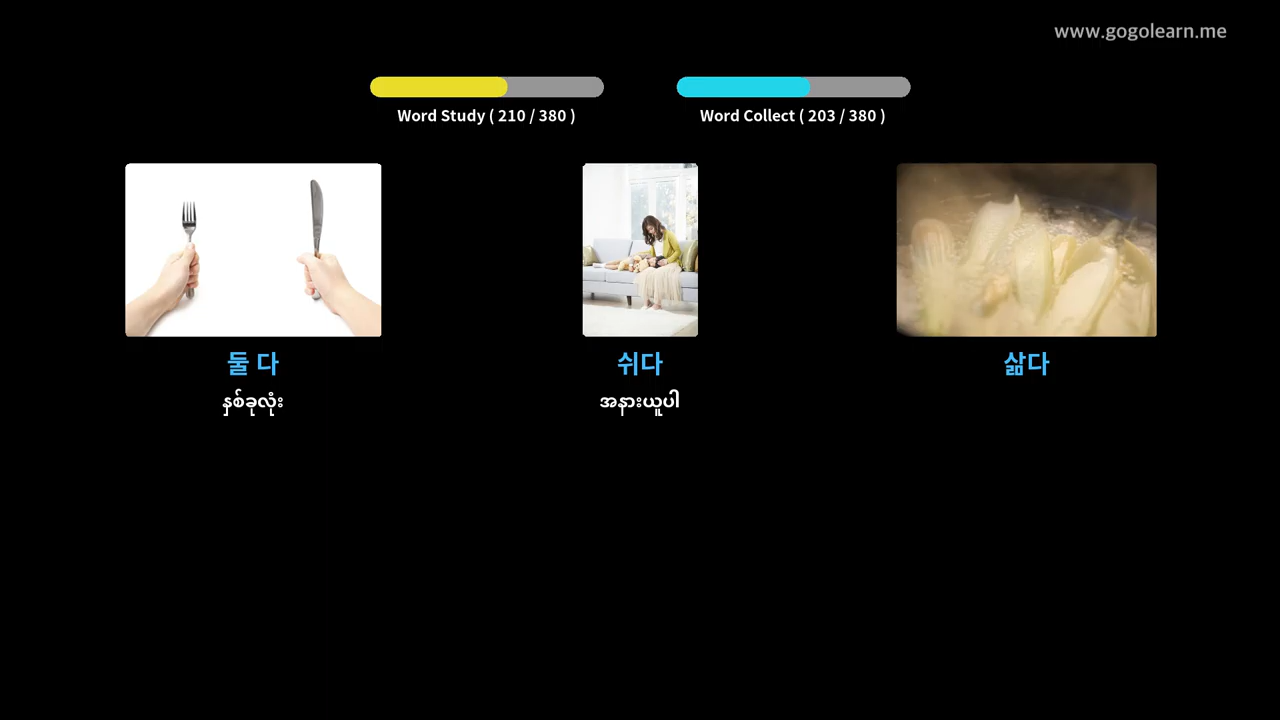 www.gogolearn.me
Word Study ( 210 / 380 )
Word Collect ( 203 / 380 )
둘 다
쉬다
삶다
နှစ်ခုလုံး
အနားယူပါ